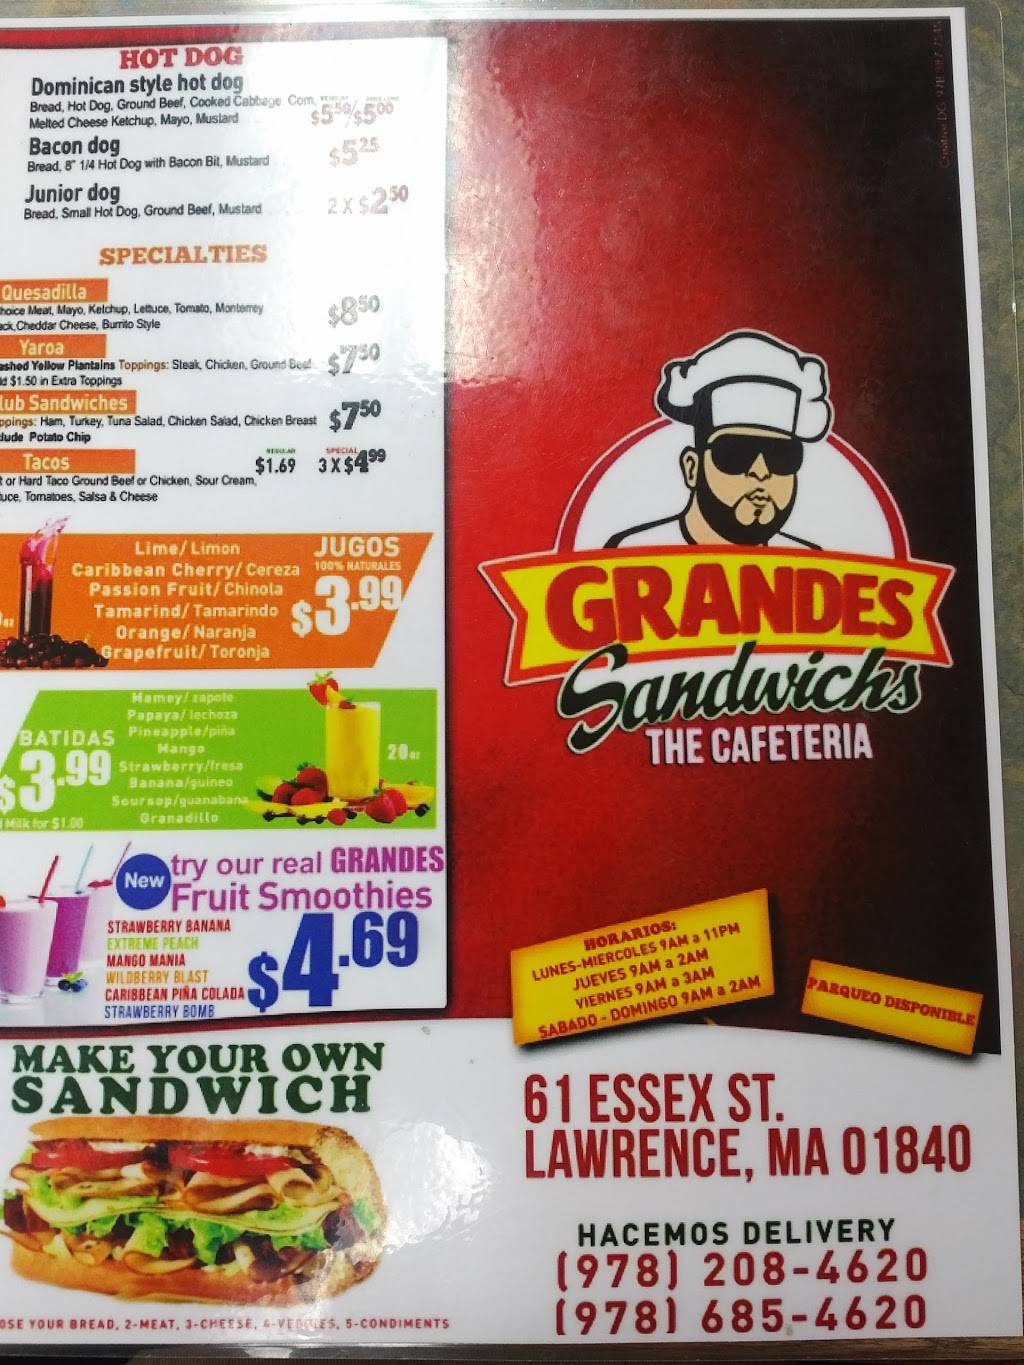 HOT DOG
Dominican style hot dog
Bread, Hot Dog, Ground Beef, Cooked Cabbage Corn,
Melted Cheese Ketchup, Mayo, Mustard
$5.50/$5.00
Bacon dog
Bread, 8" 1/4 Hot Dog with Bacon Bit, Mustard
$5.25
Junior dog
Bread, Small Hot Dog, Ground Beef, Mustard
2 X $2.50
SPECIALTIES
Quesadilla
hoice Meat, Mayo, Ketchup, Lettuce, Tomato, Monterrey
ack,Cheddar Cheese, Burrito Style
$8.50
Yaroa
ashed Yellow Plantains Toppings: Steak, Chicken, Ground Beef
d $1.50 in Extra Toppings
$7.50
lub Sandwiches
ppings: Ham, Turkey, Tuna Salad, Chicken Salad, Chicken Breast
clude Potato Chip
$7.50
Tacos
REGULAR
$1.69
SPECIAL
3 X $4.99
t or Hard Taco Ground Beef or Chicken, Sour Cream,
tuce, Tomatoes, Salsa & Cheese
Lime/Limon
Caribbean Cherry/Cereza
Passion Fruit/Chinola
Tamarind/Tamarindo
Orange/Naranja
Grapefruit/Toronja
JUGOS
100% NATURALES
$3.99
oz
BATIDAS
$3.99
Milk for $1.00
Mamey/zapote
Papaya/lechoza
Pineapple/piña
Mango
Strawberry/fresa
Banana/guineo
Soursop/guanabana
Granadillo
20oz
New
try our real GRANDES
Fruit Smoothies
STRAWBERRY BANANA
EXTREME PEACH
MANGO MANIA
WILDBERRY BLAST
CARIBBEAN PIÑA COLADA
STRAWBERRY BOMB
$4.69
MAKE YOUR OWN
SANDWICH
OSE YOUR BREAD, 2-MEAT, 3-CHEESE, 4-VEGGIES, 5-CONDIMENTS
GRANDES
Sandwichs
THE CAFETERIA
HORARIOS:
LUNES-MIERCOLES 9AM a 11PM
JUEVES 9AM a 2AM
VIERNES 9AM a 3AM
SABADO - DOMINGO 9AM a 2AM
PARQUEO DISPONIBLE
61 ESSEX ST.
LAWRENCE, MA 01840
HACEMOS DELIVERY
(978) 208-4620
(978) 685-4620